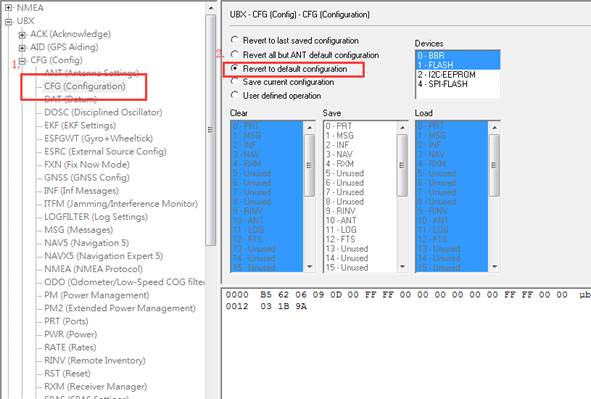 NMEA
UBX
ACK (Acknowledge)
AID (GPS Aiding)
1.
CFG (Config)
ANT (Antenna Settings)
CFG (Configuration)
DAT (Datum)
DOSC (Disciplined Oscillator)
EKF (EKF Settings)
ESFGWT (Gyro+Wheeltick)
ESRC (External Source Config)
FXN (Fix Now Mode)
GNSS (GNSS Config)
INF (Inf Messages)
ITFM (Jamming/Interference Monitor)
LOGFILTER (Log Settings)
MSG (Messages)
NAV5 (Navigation 5)
NAVX5 (Navigation Expert 5)
NMEA (NMEA Protocol)
ODO (Odometer/Low-Speed COG filter
PM (Power Management)
PM2 (Extended Power Management)
PRT (Ports)
PWR (Power)
RATE (Rates)
RINV (Remote Inventory)
RST (Reset)
RXM (Receiver Manager)
SBAS (SBAS Settings)
UBX - CFG (Config) - CFG (Configuration)
Revert to last saved configuration
2.
Revert all but ANT default configuration
Revert to default configuration
Save current configuration
User defined operation
Devices
0 - BBR
1 - FLASH
2 - I2C-EEPROM
4 - SPI-FLASH
Clear
0 - PRT
1 - MSG
2 - INF
3 - NAV
4 - RXM
5 - Unused
6 - Unused
7 - Unused
8 - Unused
9 - RINV
10 - ANT
11 - LOG
12 - FTS
13 - Unused
14 - Unused
15 - Unused
Save
0 - PRT
1 - MSG
2 - INF
3 - NAV
4 - RXM
5 - Unused
6 - Unused
7 - Unused
8 - Unused
9 - RINV
10 - ANT
11 - LOG
12 - FTS
13 - Unused
14 - Unused
15 - Unused
Load
0 - PRT
1 - MSG
2 - INF
3 - NAV
4 - RXM
5 - Unused
6 - Unused
7 - Unused
8 - Unused
9 - RINV
10 - ANT
11 - LOG
12 - FTS
13 - Unused
14 - Unused
15 - Unused
0000 B5 62 06 09 0D 00 FF FF 00 00 00 00 00 00 FF FF 00 00 µb
0012 03 1B 9A